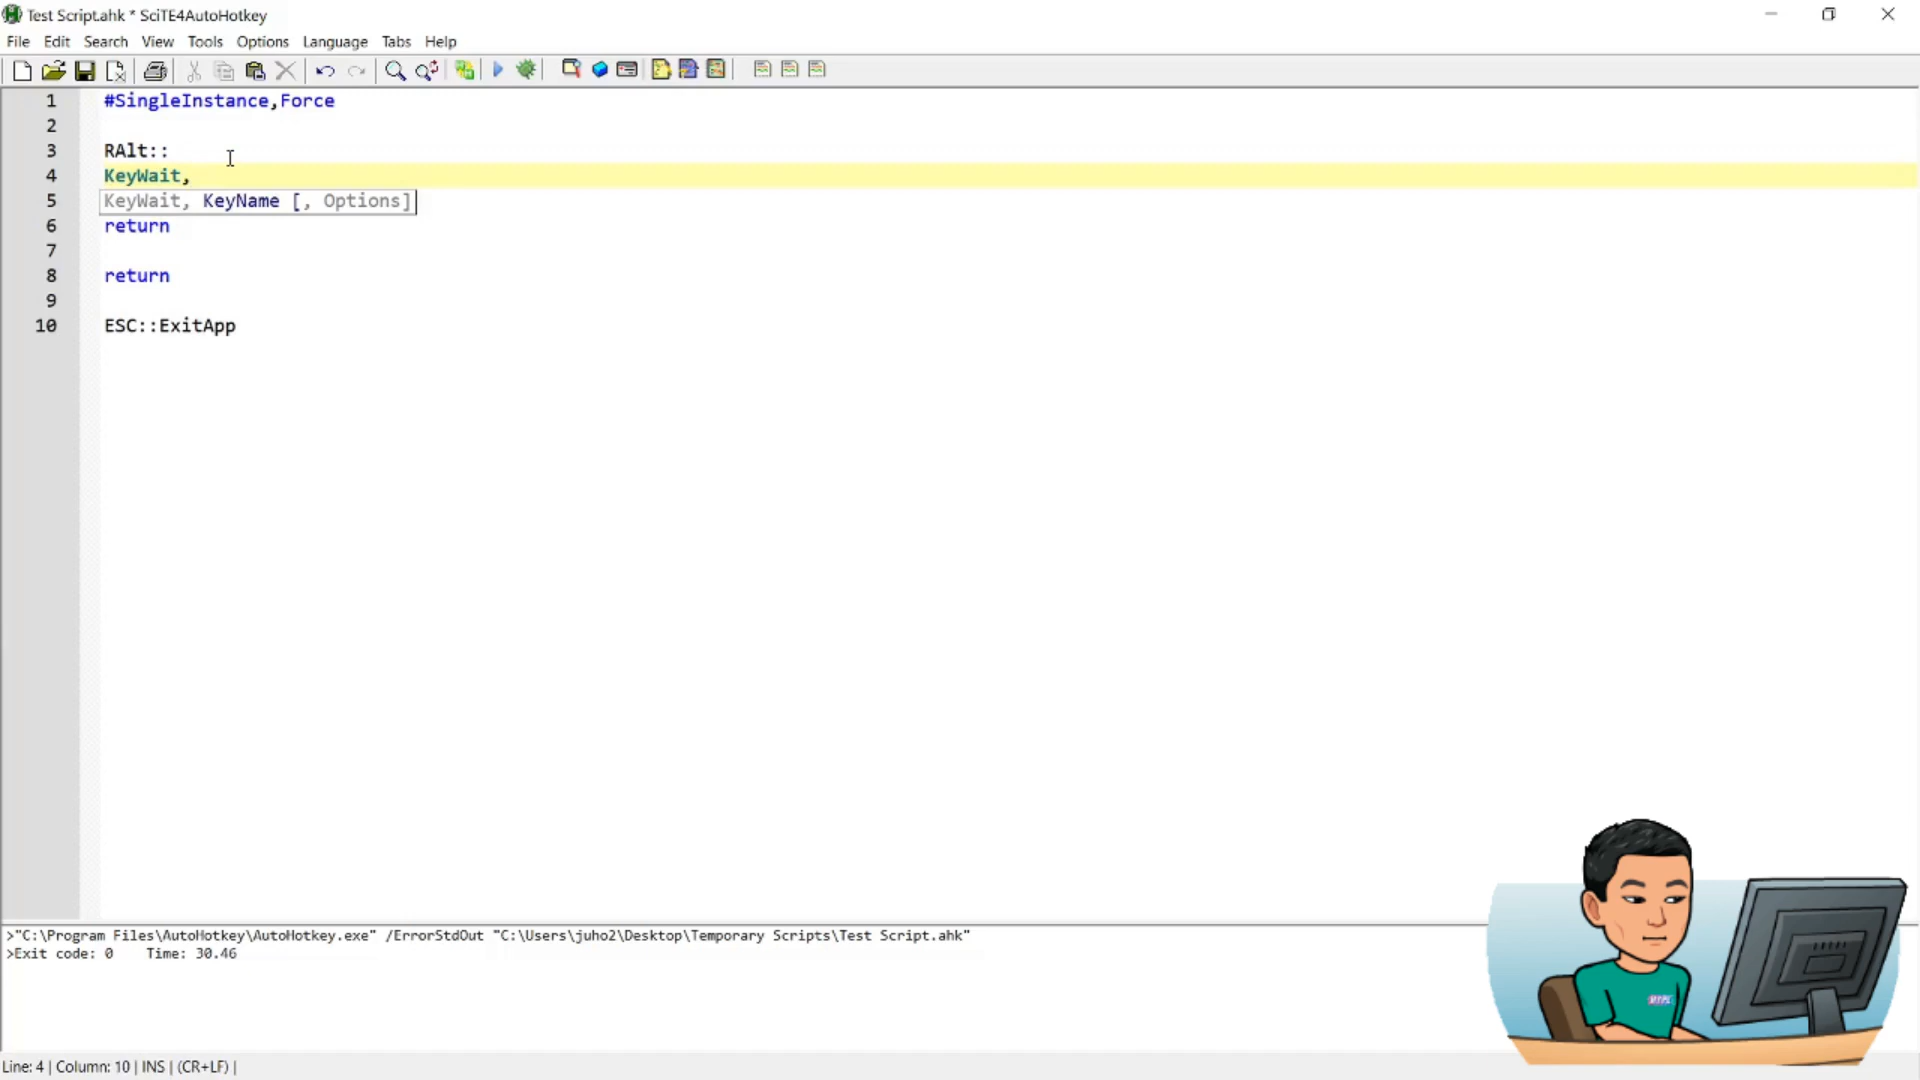 Test Script.ahk * SciTE4AutoHotkey
File Edit Search View Tools Options Language Tabs Help
1 #SingleInstance,Force
2
3 RAlt::
4 KeyWait,
5 KeyWait, KeyName [, Options]
6 return
7
8 return
9
10 ESC::ExitApp
>"C:\Program Files\AutoHotkey\AutoHotkey.exe" /ErrorStdOut "C:\Users\juho2\Desktop\Temporary Scripts\Test Script.ahk"
>Exit code: 0 Time: 30.46
Line: 4 | Column: 10 | INS | (CR+LF) |